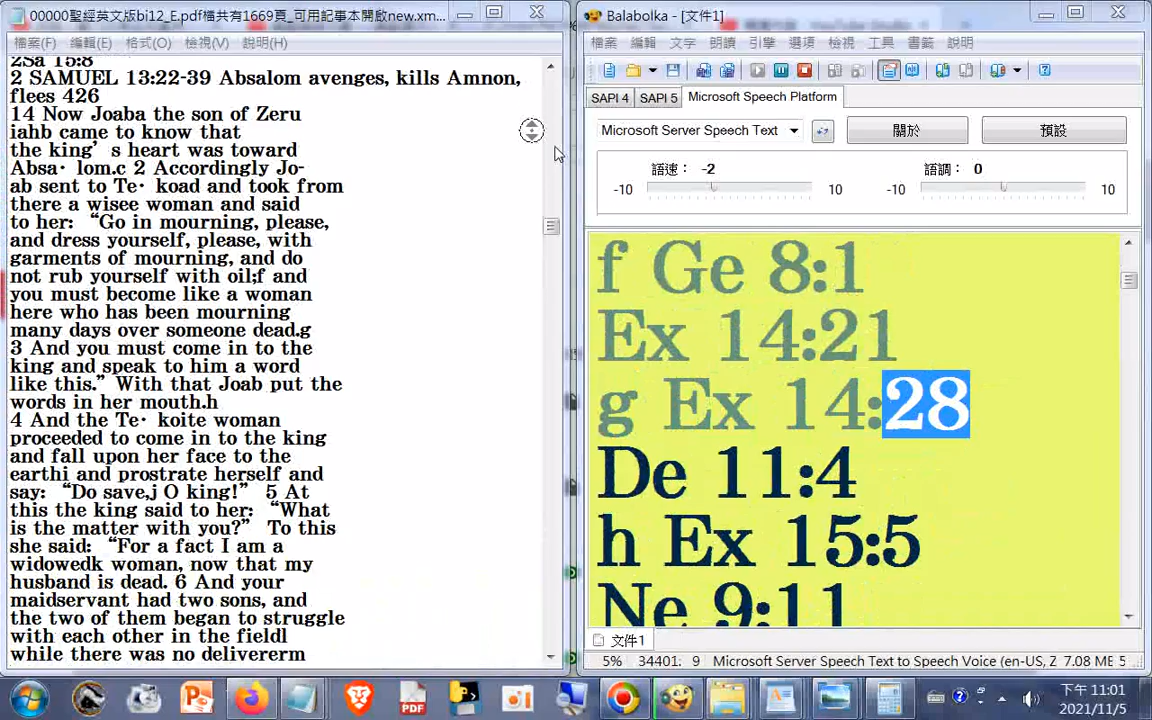 00000聖經英文版bi12_E.pdf檔共有1669頁_可用記事本開啟new.xm...
檔案(F) 編輯(E) 格式(O) 檢視(V) 說明(H)
2Sa 15:8
2 SAMUEL 13:22-39 Absalom avenges, kills Amnon,
flees 426
14 Now Joaba the son of Zeru
iahb came to know that
the king’s heart was toward
Absa·lom.c 2 Accordingly Jo-
ab sent to Te·koad and took from
there a wisee woman and said
to her: “Go in mourning, please,
and dress yourself, please, with
garments of mourning, and do
not rub yourself with oil;f and
you must become like a woman
here who has been mourning
many days over someone dead.g
3 And you must come in to the
king and speak to him a word
like this.” With that Joab put the
words in her mouth.h
4 And the Te·koite woman
proceeded to come in to the king
and fall upon her face to the
earthi and prostrate herself and
say: “Do save,j O king!” 5 At
this the king said to her: “What
is the matter with you?” To this
she said: “For a fact I am a
widowedk woman, now that my
husband is dead. 6 And your
maidservant had two sons, and
the two of them began to struggle
with each other in the fieldl
while there was no delivererm
Balabolka - [文件1]
檔案 編輯 文字 朗讀 引擎 選項 檢視 工具 書籤 說明
SAPI 4 SAPI 5 Microsoft Speech Platform
Microsoft Server Speech Text 關於 預設
語速: -2 語調: 0
-10 10 -10 10
f Ge 8:1
Ex 14:21
g Ex 14:28
De 11:4
h Ex 15:5
Ne 9:11
文件1
5% 34401: 9 Microsoft Server Speech Text to Speech Voice (en-US, Z 7.08 ME 5
PDF
下午 11:01
2021/11/5